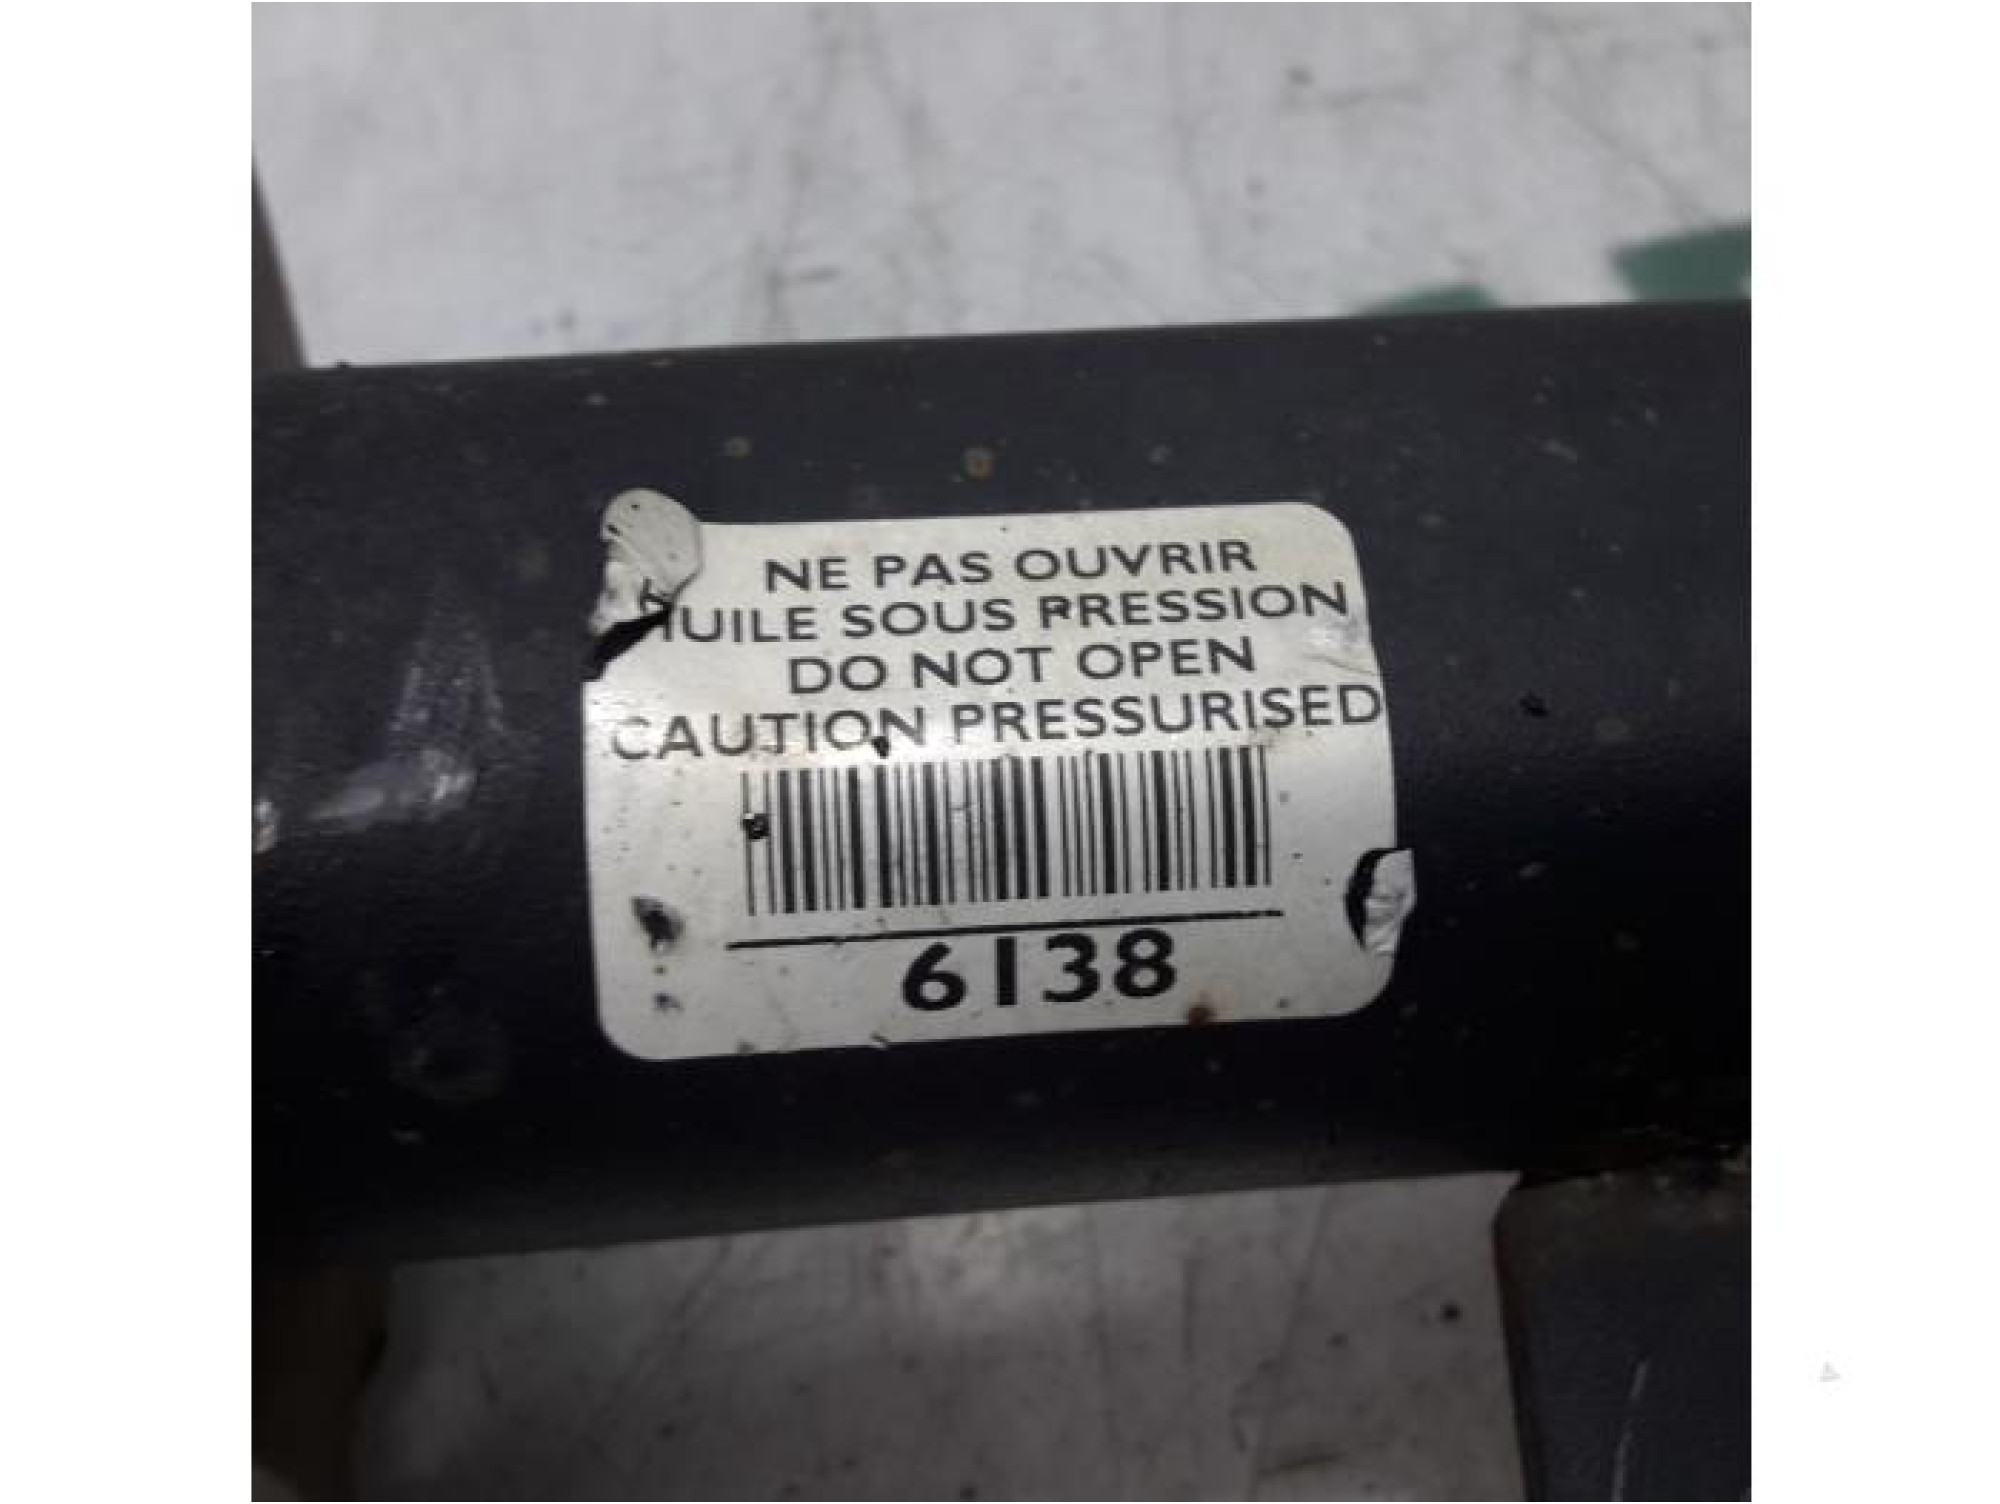 NE PAS OUVRIR
HUILE SOUS PRESSION
DO NOT OPEN
CAUTION PRESSURISED
6138